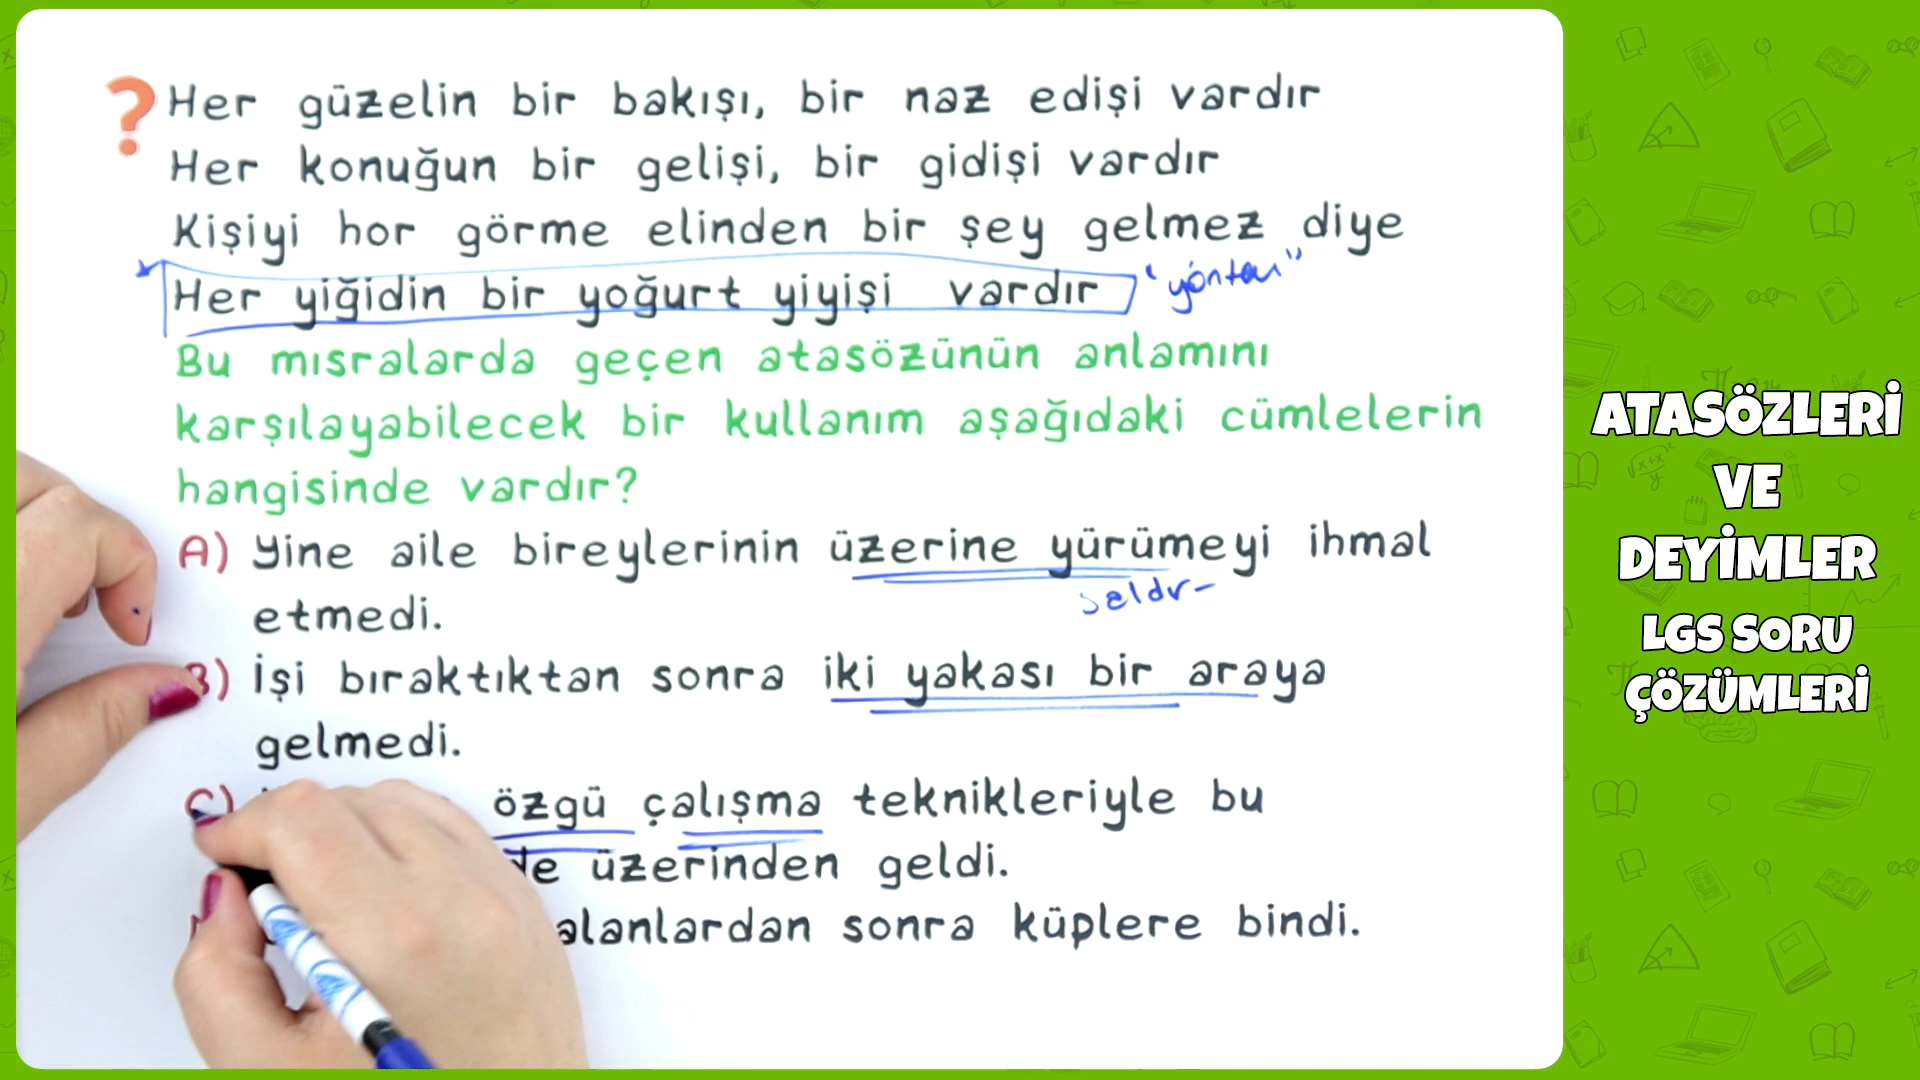 Her güzelin bir bakışı, bir naz edişi vardır
Her konuğun bir gelişi, bir gidişi vardır
Kişiyi hor görme elinden bir şey gelmez diye
Her yiğidin bir yoğurt yiyişi vardır
"yöntem"
Bu mısralarda geçen atasözünün anlamını
karşılayabilecek bir kullanım aşağıdaki cümlelerin
hangisinde vardır?
A) Yine aile bireylerinin üzerine yürümeyi ihmal
etmedi.
B) İşi bıraktıktan sonra iki yakası bir araya
gelmedi.
C) özgü çalışma teknikleriyle bu
de üzerinden geldi.
alanlardan sonra küplere bindi.
ATASÖZLERİ
VE
DEYİMLER
LGS SORU
ÇÖZÜMLERİ